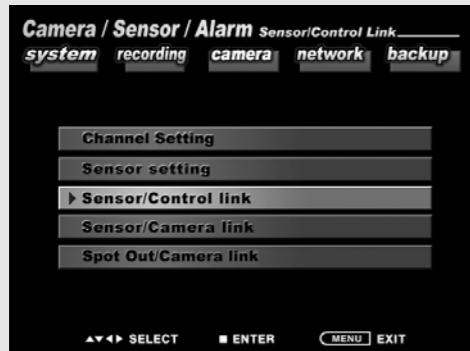 Camera / Sensor / Alarm Sensor/Control Link
system recording camera network backup
Channel Setting
Sensor setting
Sensor/Control link
Sensor/Camera link
Spot Out/Camera link
SELECT ENTER MENU EXIT